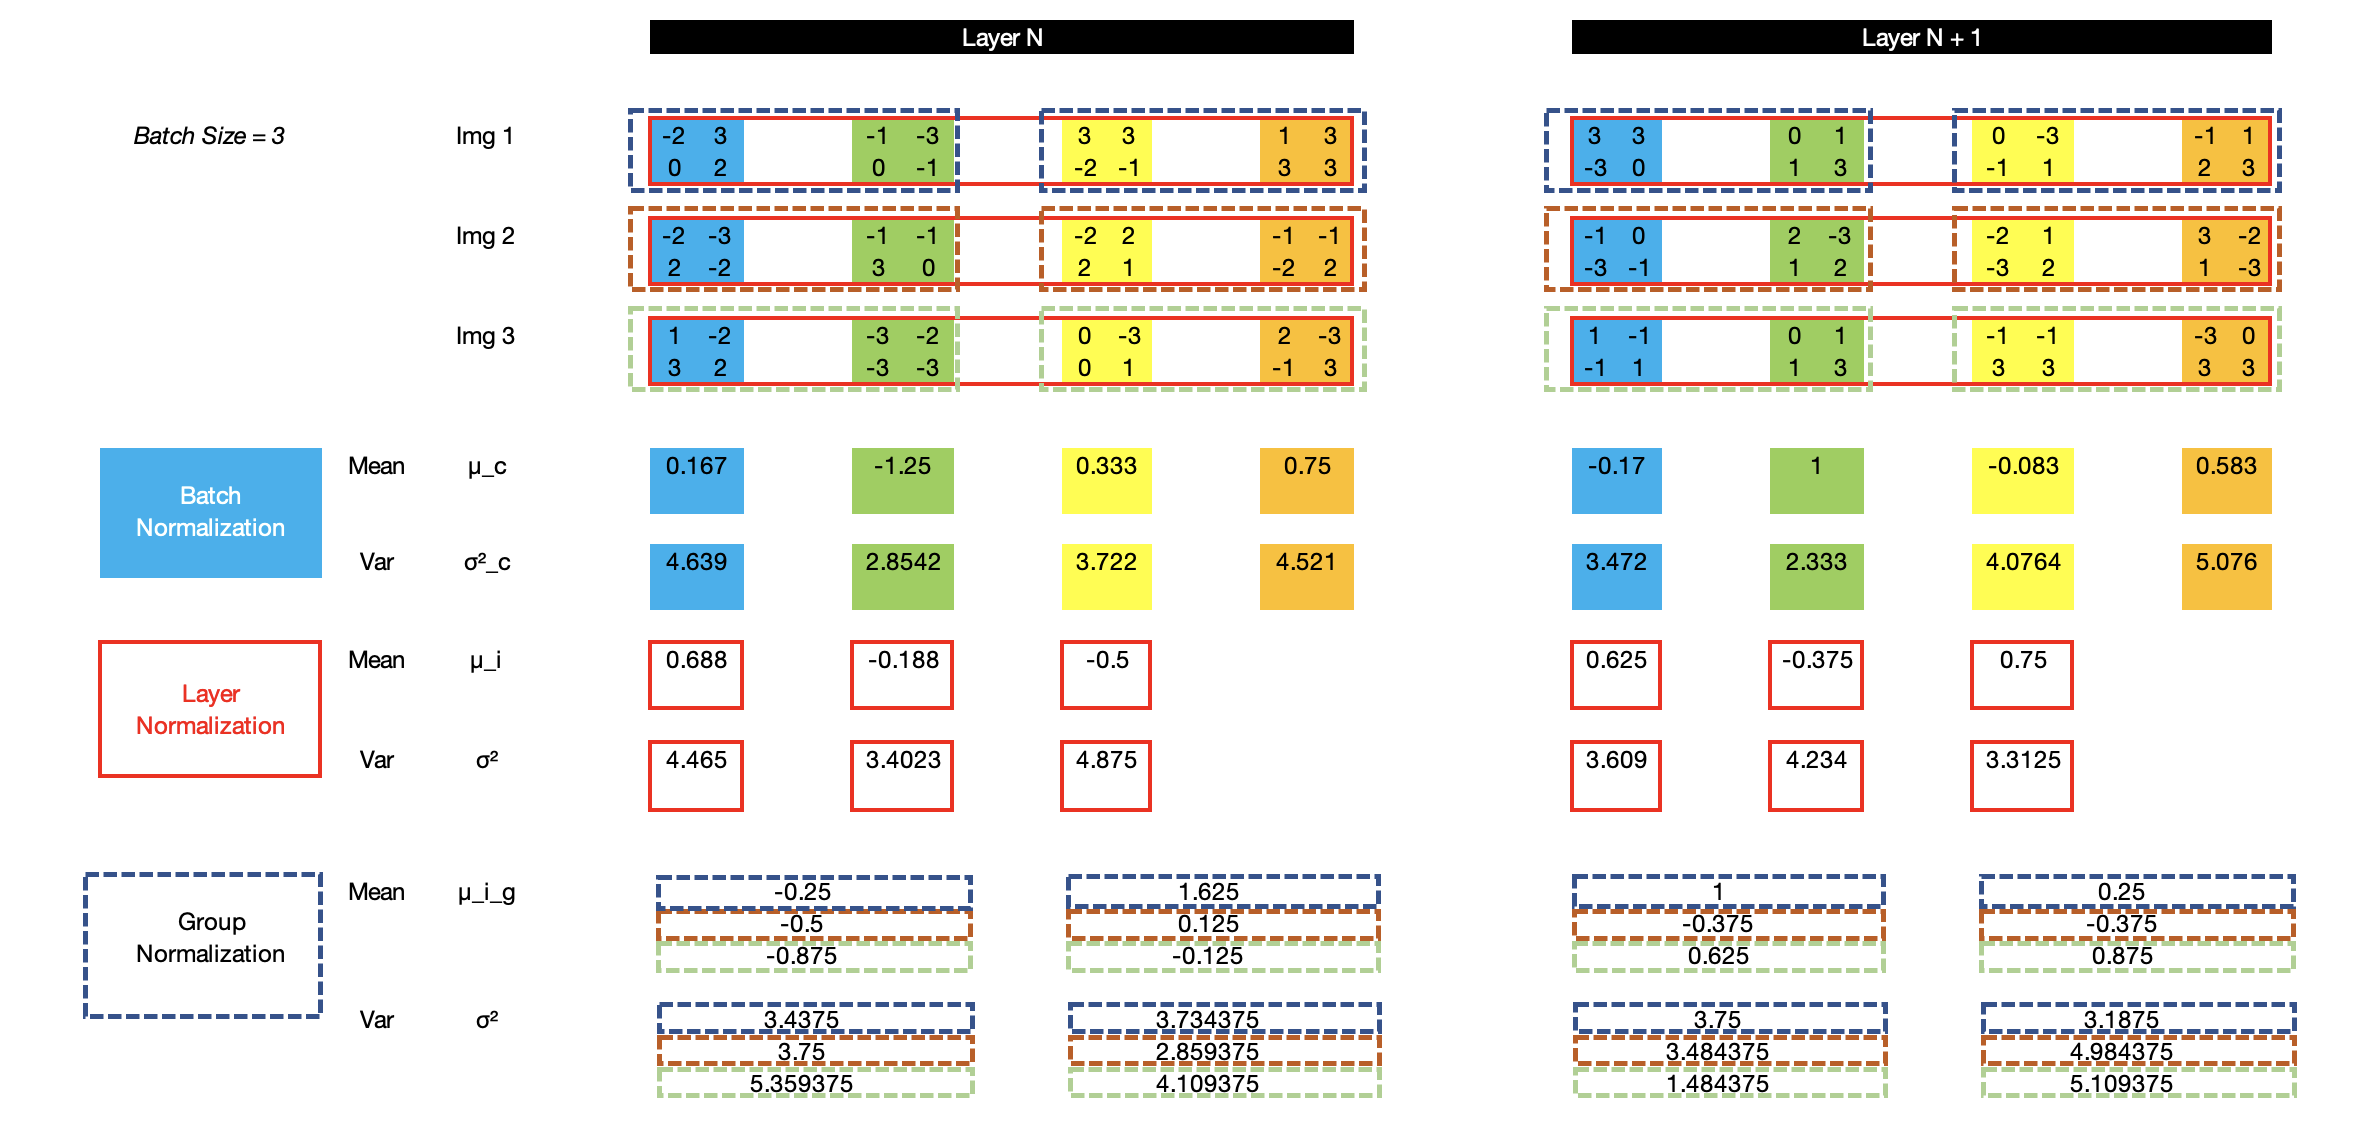 Layer N Layer N + 1
Batch Size = 3 Img 1 -2 3 -1 -3 3 3 1 3 3 3 0 1 0 -3 -1 1
0 2 0 -1 -2 -1 3 3 -3 0 1 3 -1 1 2 3
Img 2 -2 -3 -1 -1 -2 2 -1 -1 -1 0 2 -3 -2 1 3 -2
2 -2 3 0 2 1 -2 2 -3 -1 1 2 -3 2 1 -3
Img 3 1 -2 -3 -2 0 -3 2 -3 1 -1 0 1 -1 -1 -3 0
3 2 -3 -3 0 1 -1 3 -1 1 1 3 3 3 3 3
Mean μ_c 0.167 -1.25 0.333 0.75 -0.17 1 -0.083 0.583
Batch
Normalization
Var σ²_c 4.639 2.8542 3.722 4.521 3.472 2.333 4.0764 5.076
Mean μ_i 0.688 -0.188 -0.5 0.625 -0.375 0.75
Layer
Normalization
Var σ² 4.465 3.4023 4.875 3.609 4.234 3.3125
Mean μ_i_g -0.25 1.625 1 0.25
Group
Normalization
-0.5 0.125 -0.375 -0.375
-0.875 -0.125 0.625 0.875
Var σ² 3.4375 3.734375 3.75 3.1875
3.75 2.859375 3.484375 4.984375
5.359375 4.109375 1.484375 5.109375